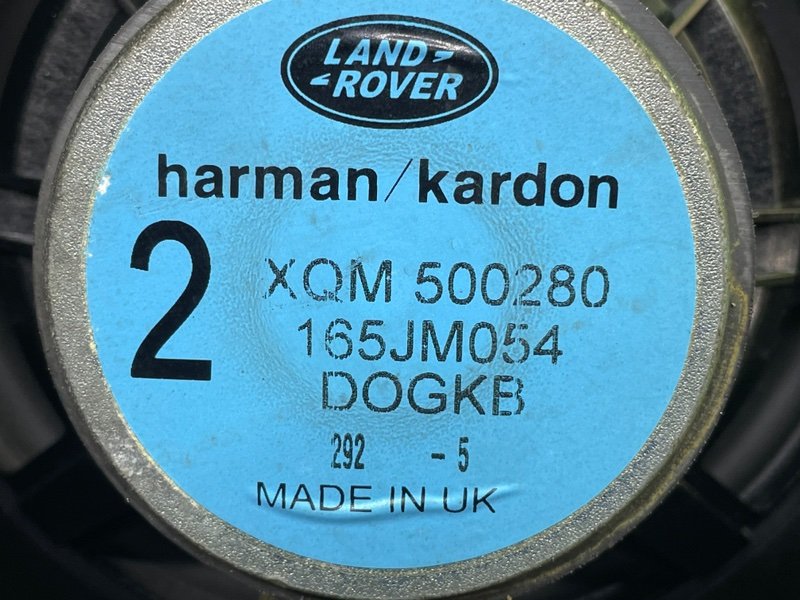 LAND
ROVER
harman/kardon
2
XQM 500280
165JM054
DOGKB
292 - 5
MADE IN UK